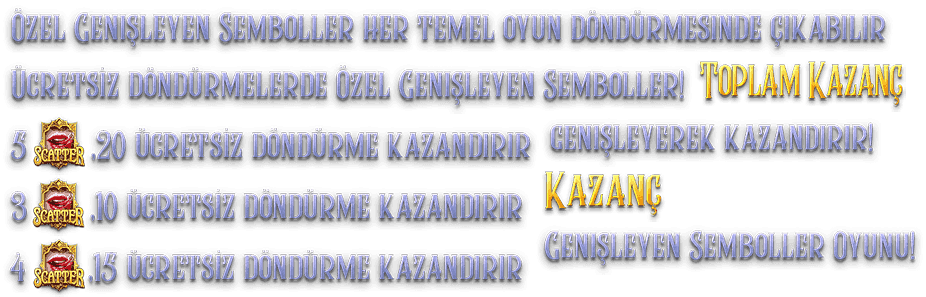 Özel Genişleyen Semboller her temel oyun döndürmesinde çıkabilir
Ücretsiz döndürmelerde Özel Genişleyen Semboller!
Toplam Kazanç
5 SCATTER .20 ücretsiz döndürme kazandırır
genişleyerek kazandırır!
3 SCATTER .10 ücretsiz döndürme kazandırır
Kazanç
Genişleyen Semboller Oyunu!
4 SCATTER .15 ücretsiz döndürme kazandırır